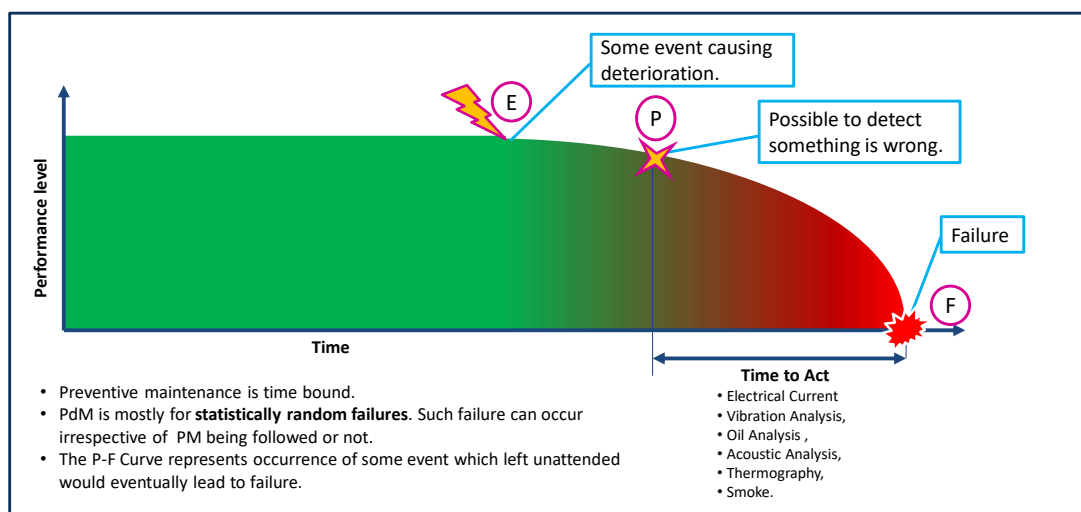 Some event causing
deterioration.
E
P
Possible to detect
something is wrong.
Performance level
Failure
F
Time
Time to Act
• Electrical Current
• Vibration Analysis,
• Oil Analysis ,
• Acoustic Analysis,
• Thermography,
• Smoke.
• Preventive maintenance is time bound.
• PdM is mostly for statistically random failures. Such failure can occur
irrespective of PM being followed or not.
• The P-F Curve represents occurrence of some event which left unattended
would eventually lead to failure.